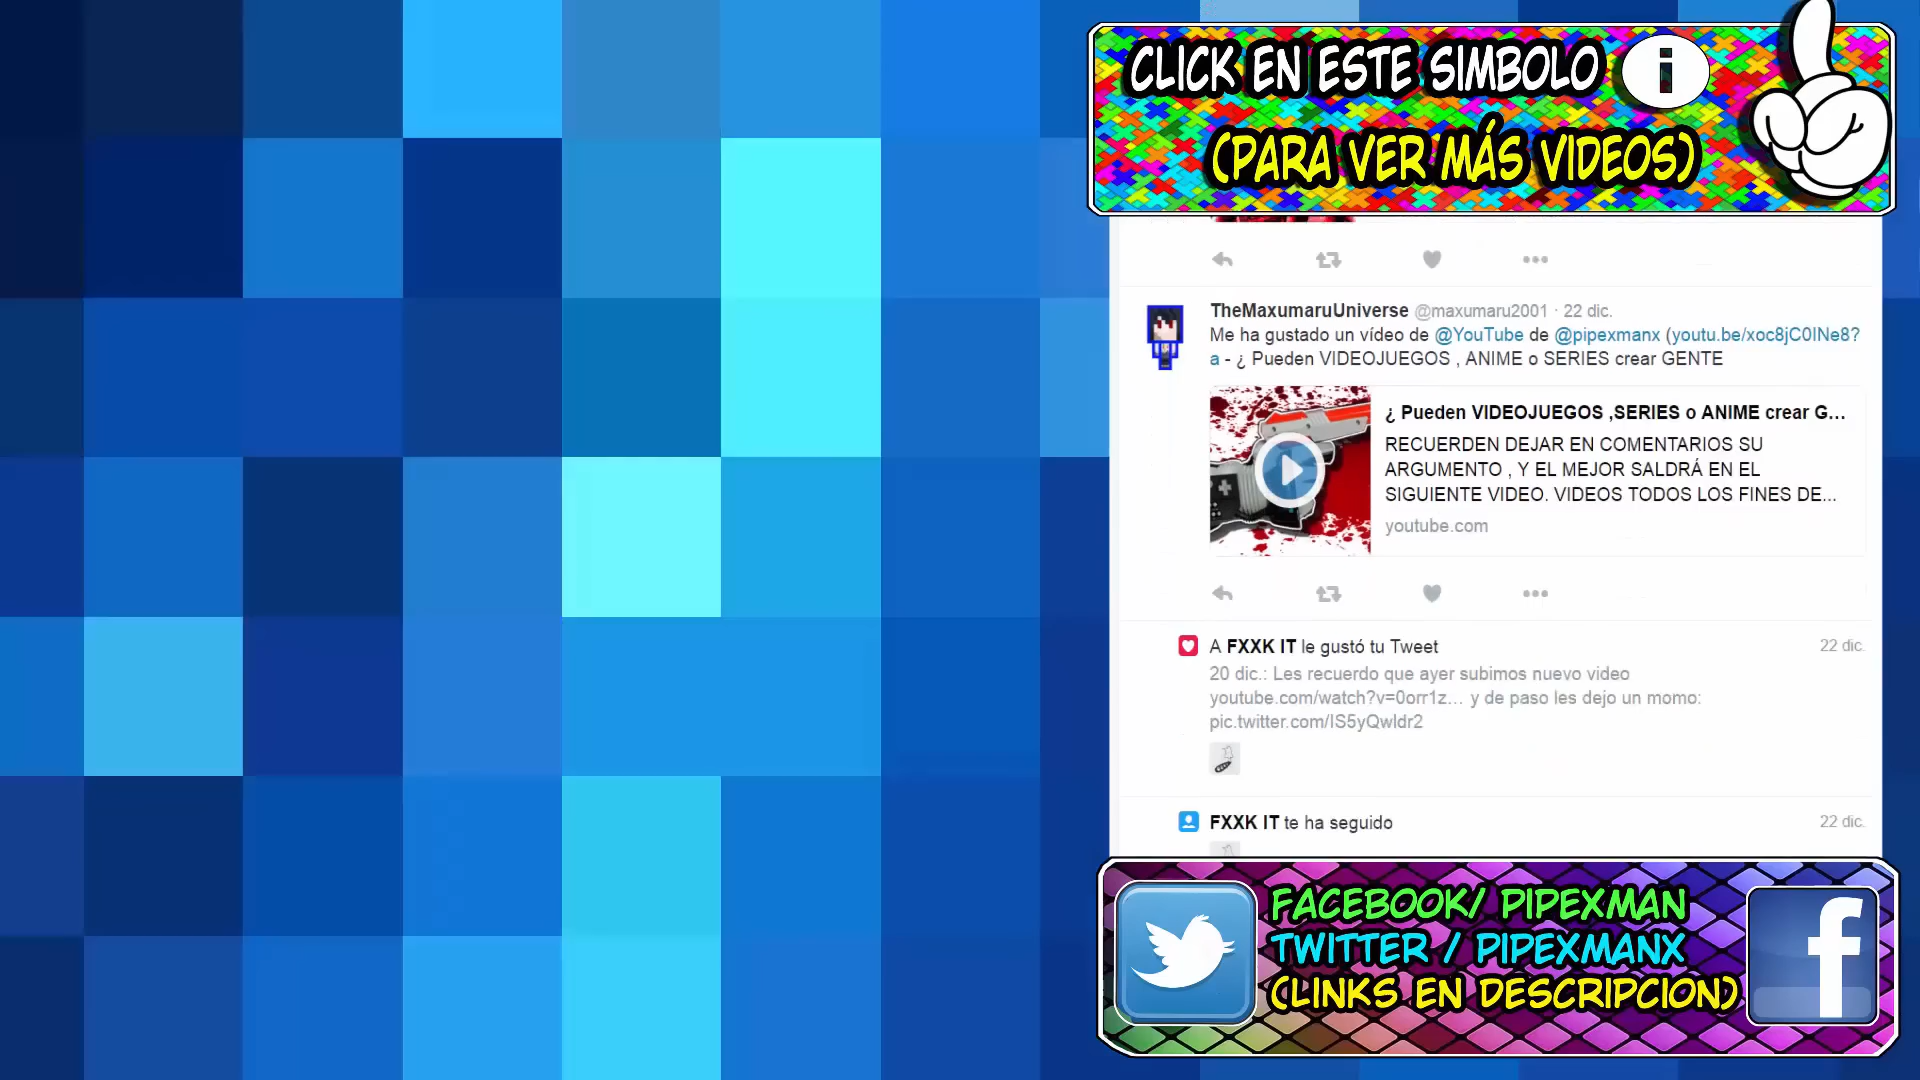 CLICK EN ESTE SIMBOLO i
(PARA VER MÁS VIDEOS)
TheMaxumaruUniverse @maxumaru2001 · 22 dic.
Me ha gustado un vídeo de @YouTube de @pipexmanx (youtu.be/xoc8jC0INe8?
a - ¿ Pueden VIDEOJUEGOS , ANIME o SERIES crear GENTE
¿ Pueden VIDEOJUEGOS ,SERIES o ANIME crear G...
RECUERDEN DEJAR EN COMENTARIOS SU
ARGUMENTO , Y EL MEJOR SALDRÁ EN EL
SIGUIENTE VIDEO. VIDEOS TODOS LOS FINES DE...
youtube.com
A FXXK IT le gustó tu Tweet 22 dic.
20 dic.: Les recuerdo que ayer subimos nuevo video
youtube.com/watch?v=0orr1z... y de paso les dejo un momo:
pic.twitter.com/IS5yQwldr2
FXXK IT te ha seguido 22 dic.
FACEBOOK/ PIPEXMAN
TWITTER / PIPEXMANX
(LINKS EN DESCRIPCION)